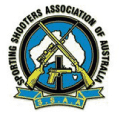 SPORTING SHOOTERS ASSOCIATION OF AUSTRALIA
S.S.A.A